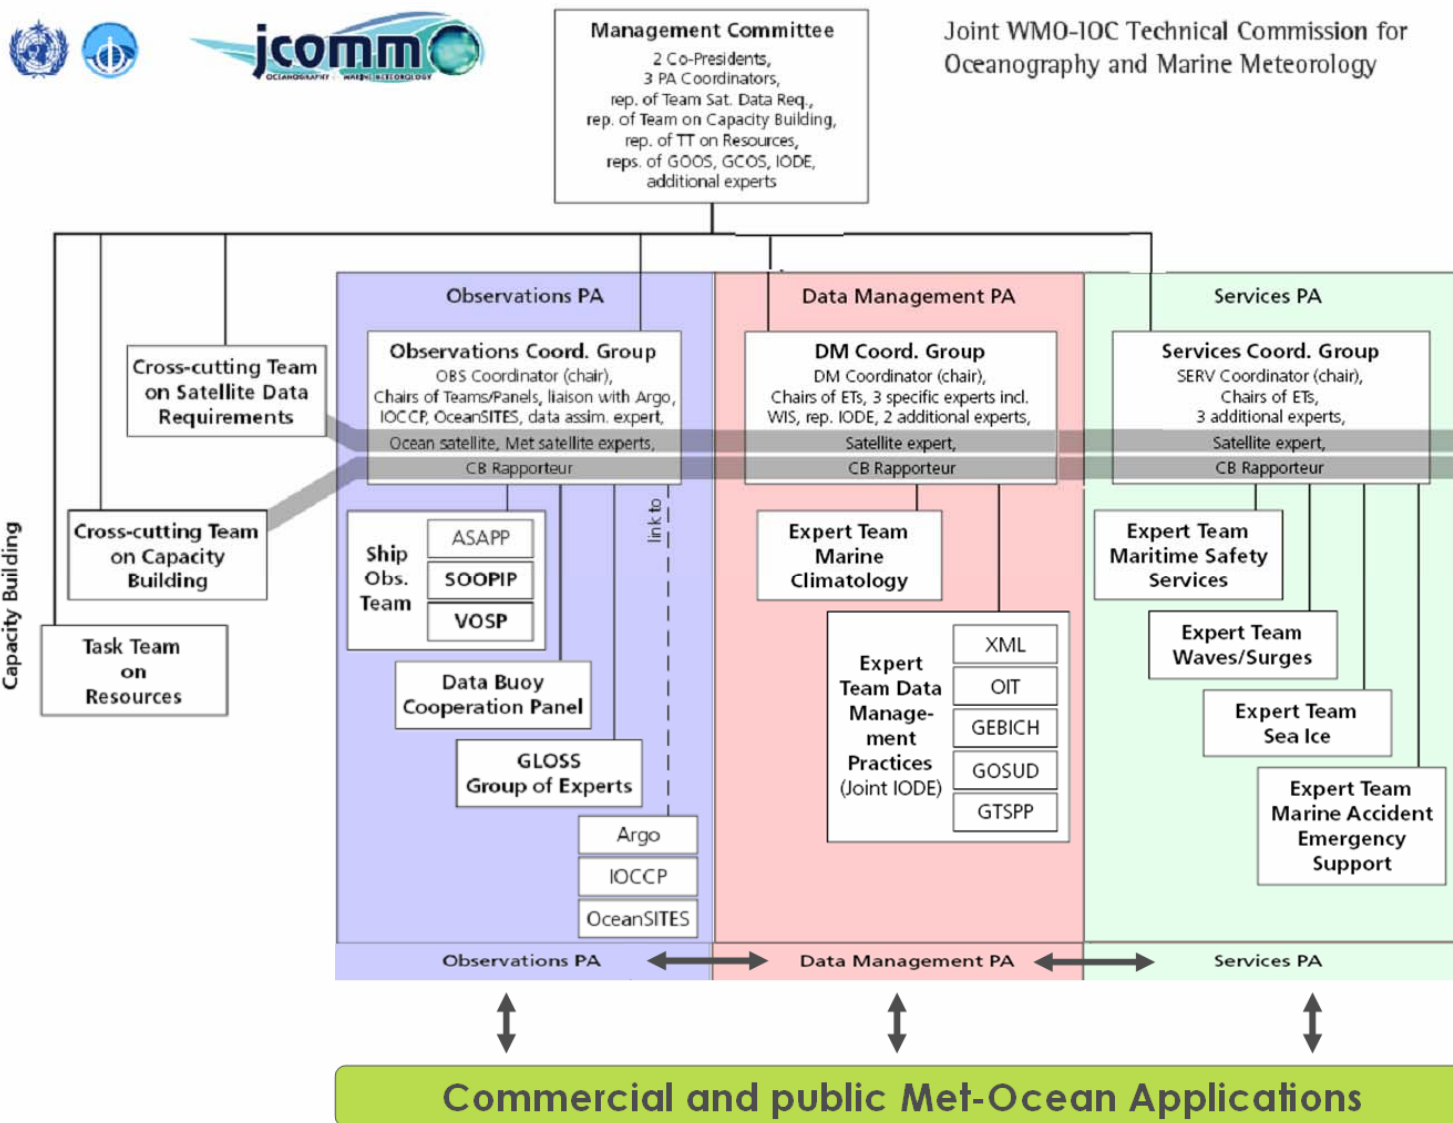 jcomm
OCEANOGRAPHY MARINE METEOROLOGY
Joint WMO-IOC Technical Commission for
Oceanography and Marine Meteorology
Management Committee
2 Co-Presidents,
3 PA Coordinators,
rep. of Team Sat. Data Req.,
rep. of Team on Capacity Building,
rep. of TT on Resources,
reps. of GOOS, GCOS, IODE,
additional experts
Capacity Building
Cross-cutting Team
on Satellite Data
Requirements
Cross-cutting Team
on Capacity
Building
Task Team
on
Resources
Observations PA
Observations Coord. Group
OBS Coordinator (chair),
Chairs of Teams/Panels, liaison with Argo,
IOCCP, OceanSITES, data assim. expert,
Ocean satellite, Met satellite experts,
CB Rapporteur
link to
Ship
Obs.
Team
ASAPP
SOOPIP
VOSP
Data Buoy
Cooperation Panel
GLOSS
Group of Experts
Argo
IOCCP
OceanSITES
Observations PA
Data Management PA
DM Coord. Group
DM Coordinator (chair),
Chairs of ETs, 3 specific experts incl.
WIS, rep. IODE, 2 additional experts,
Satellite expert,
CB Rapporteur
Expert Team
Marine
Climatology
Expert
Team Data
Manage-
ment
Practices
(Joint IODE)
XML
OIT
GEBICH
GOSUD
GTSPP
Data Management PA
Services PA
Services Coord. Group
SERV Coordinator (chair),
Chairs of ETs,
3 additional experts,
Satellite expert,
CB Rapporteur
Expert Team
Maritime Safety
Services
Expert Team
Waves/Surges
Expert Team
Sea Ice
Expert Team
Marine Accident
Emergency
Support
Services PA
Commercial and public Met-Ocean Applications